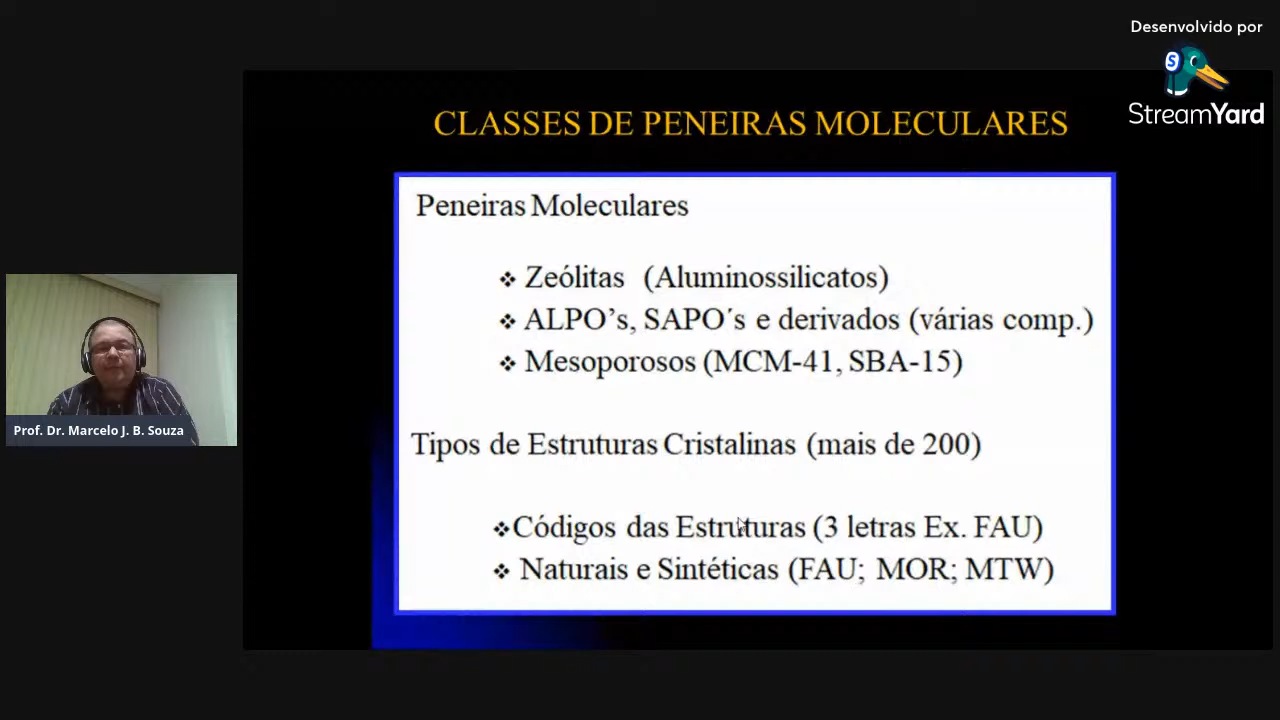 Desenvolvido por
StreamYard
CLASSES DE PENEIRAS MOLECULARES
Peneiras Moleculares
❖ Zeólitas (Aluminossilicatos)
❖ ALPO’s, SAPO´s e derivados (várias comp.)
❖ Mesoporosos (MCM-41, SBA-15)
Tipos de Estruturas Cristalinas (mais de 200)
❖Códigos das Estruturas (3 letras Ex. FAU)
❖ Naturais e Sintéticas (FAU; MOR; MTW)
Prof. Dr. Marcelo J. B. Souza